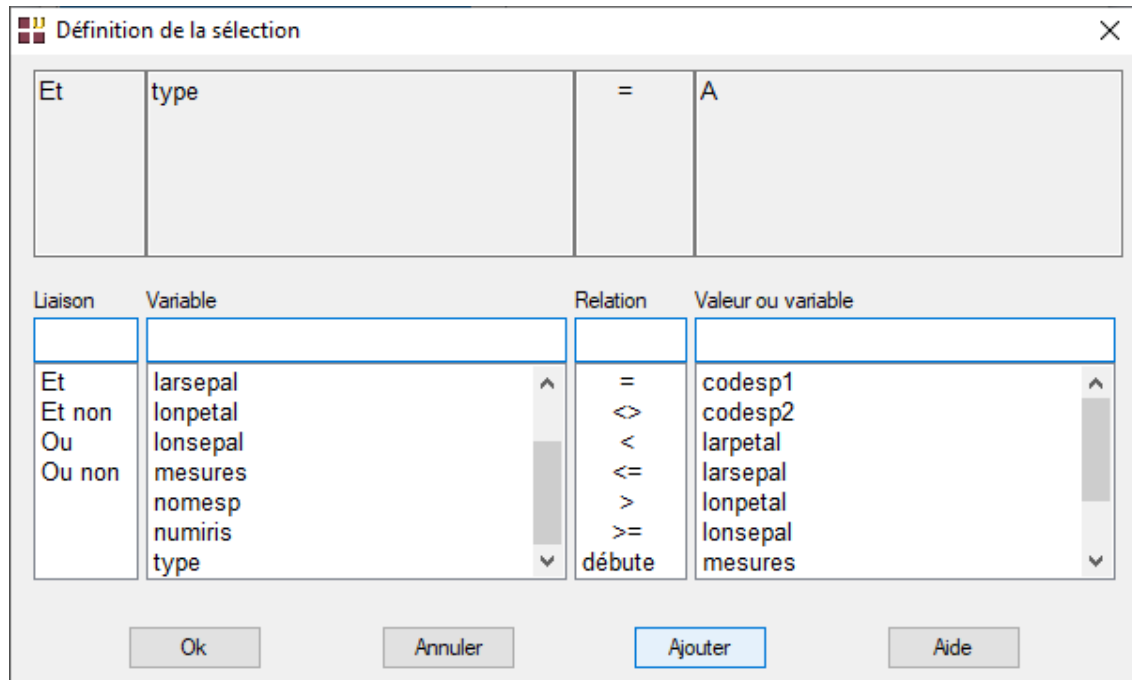 Définition de la sélection
Et type = A
Liaison Variable Relation Valeur ou variable
Et larsepal = codesp1
Et non lonpetal <> codesp2
Ou lonsepal < larpetal
Ou non mesures <= larsepal
nomesp > lonpetal
numiris >= lonsepal
type débute mesures
Ok Annuler Ajouter Aide